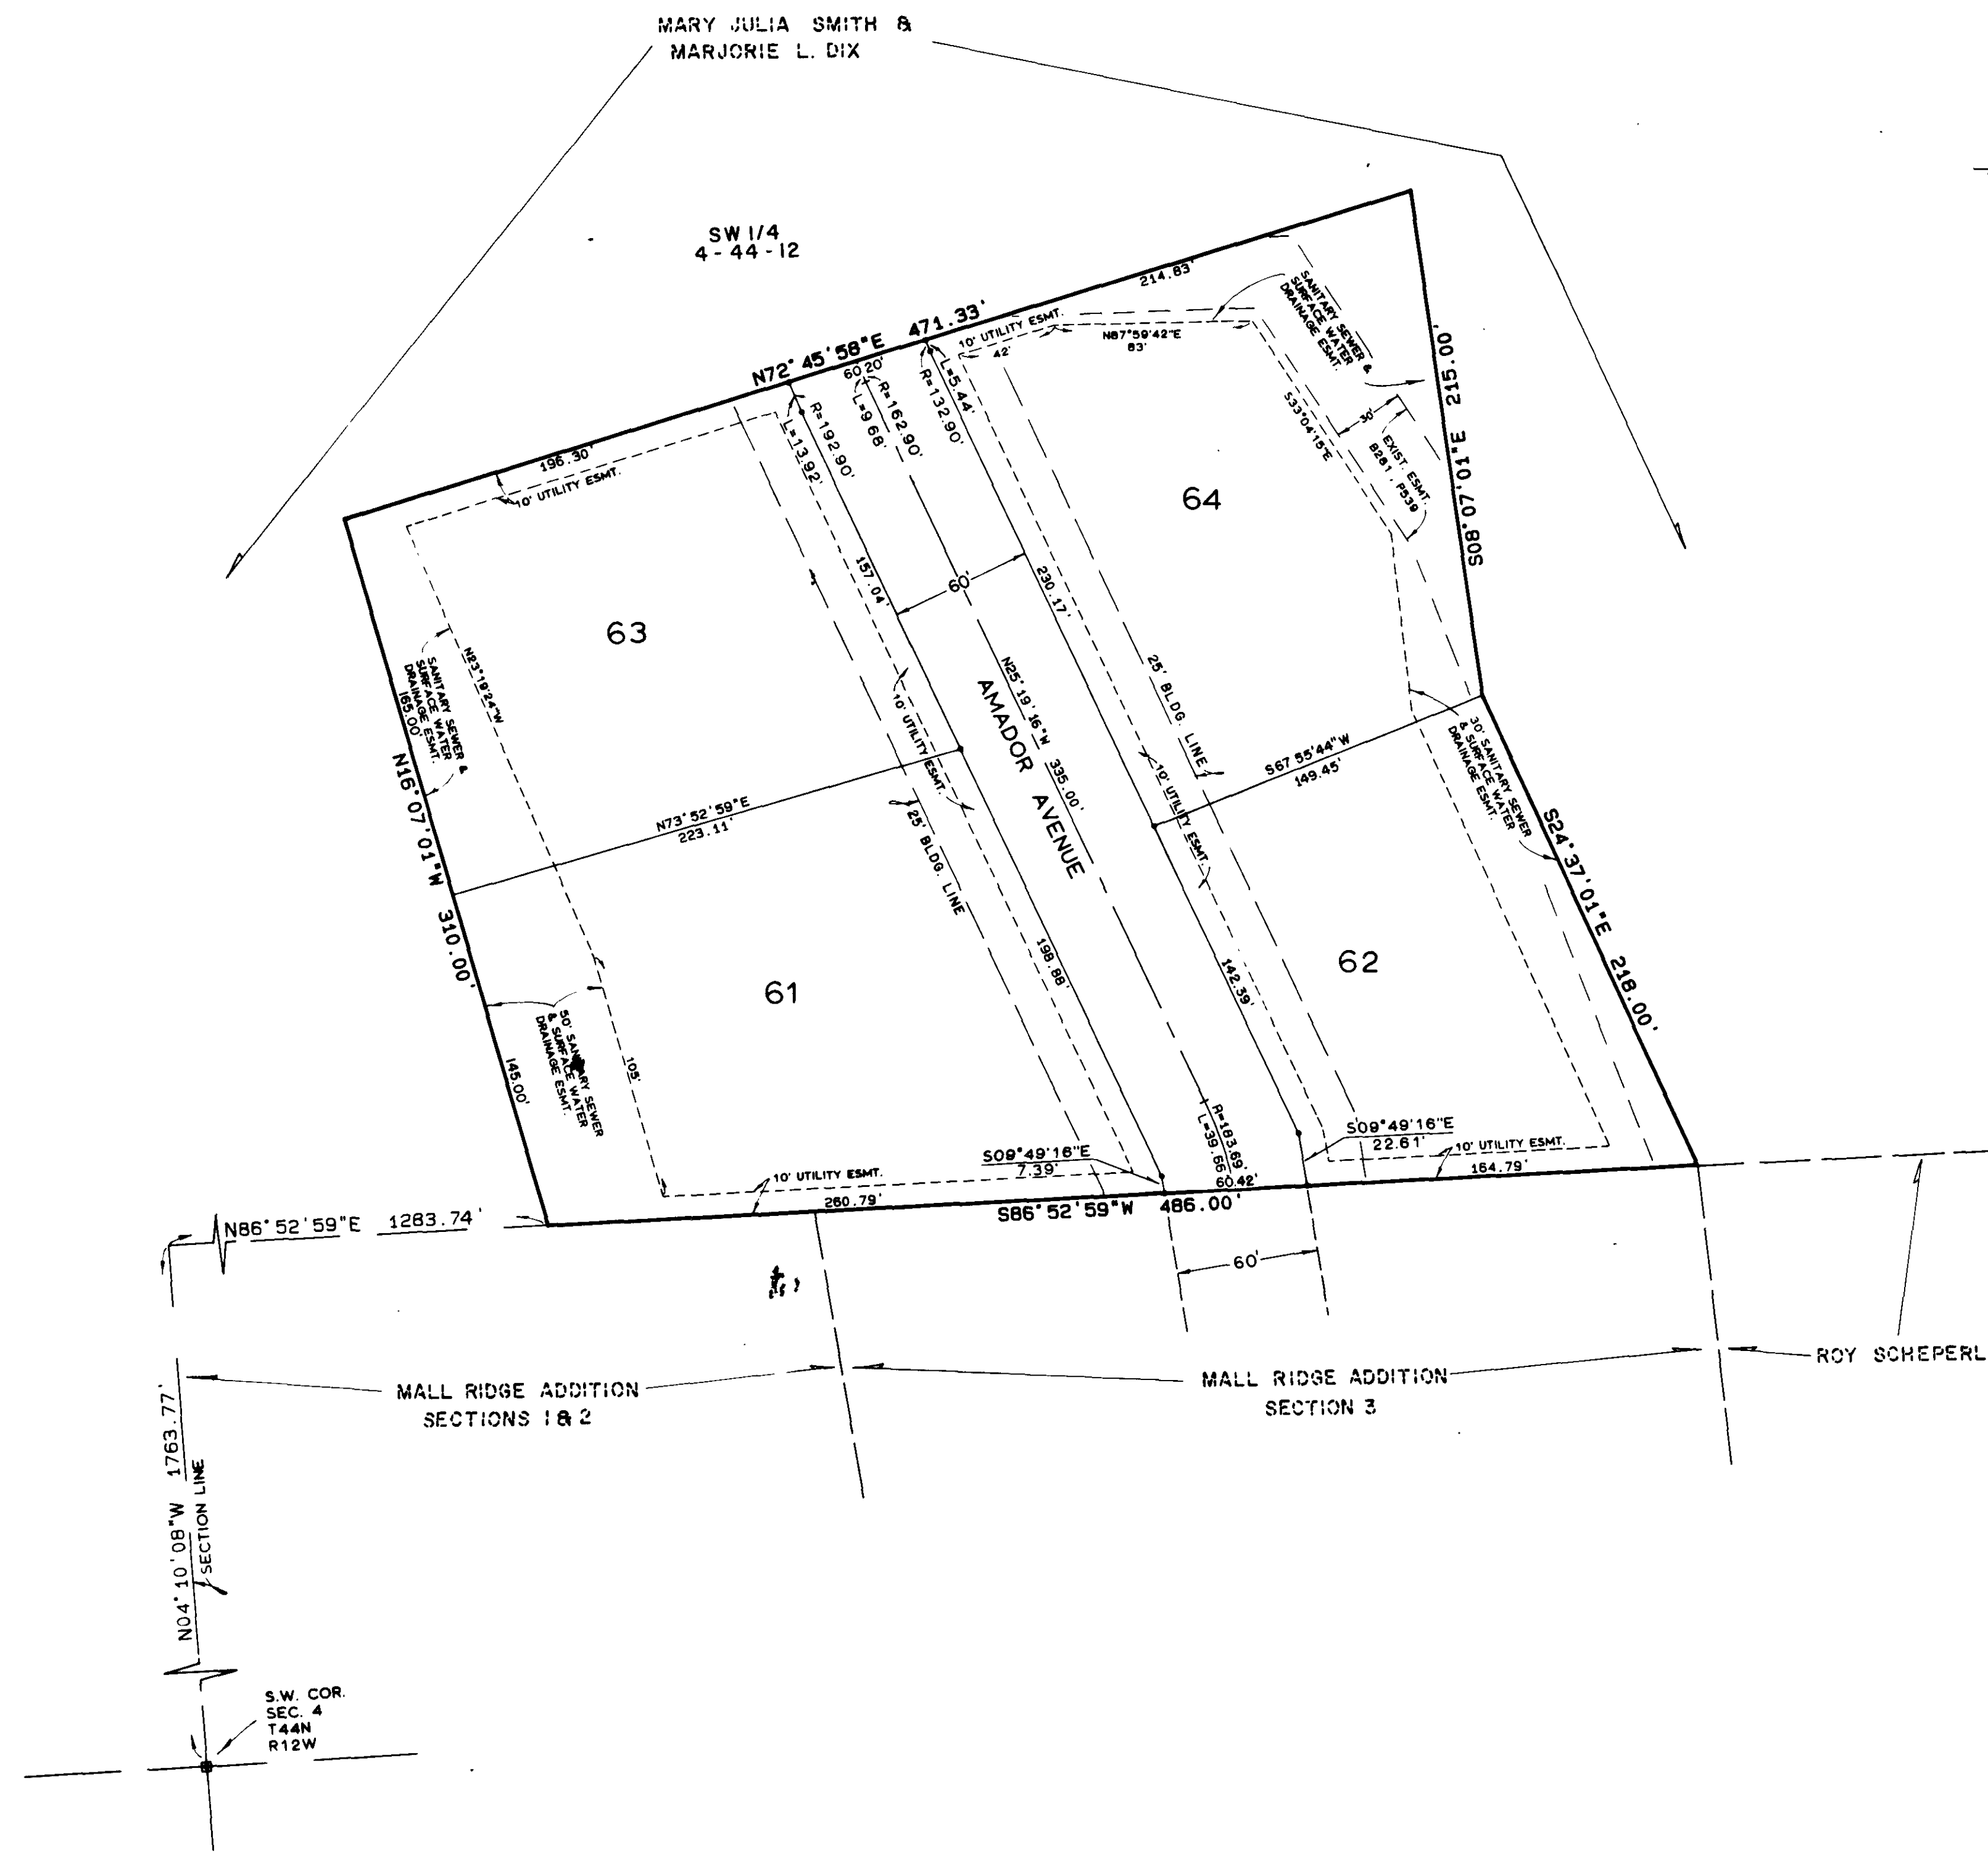 MARY JULIA SMITH &
MARJORIE L. DIX
SW 1/4
4-44-12
N72°45'58"E 471.33'
196.30'
60.20'
214.83'
10' UTILITY ESMT.
10' UTILITY ESMT.
42'
N87°59'42"E
83'
SANITARY SEWER &
SURFACE WATER
DRAINAGE ESMT.
S33°04'15"E
30'
EXIST. ESMT.
B281, P539
S08°07'01"E 215.00'
R=192.90'
L=13.92'
R=162.90'
L=9.68'
R=132.90'
L=5.44'
63
64
157.04'
60'
230.17'
N23°19'24"W
SANITARY SEWER &
SURFACE WATER
DRAINAGE ESMT.
165.00'
N16°07'01"W 310.00'
10' UTILITY ESMT.
N25°19'16"W 335.00'
AMADOR AVENUE
25' BLDG. LINE
10' UTILITY ESMT.
S67 55'44"W
149.45'
30' SANITARY SEWER
& SURFACE WATER
DRAINAGE ESMT.
N73°52'59"E
223.11'
25' BLDG. LINE
S24°37'01"E 218.00'
61
62
198.88'
142.39'
50' SANITARY SEWER
& SURFACE WATER
DRAINAGE ESMT.
145.00'
105'
S09°49'16"E
7.39'
R=183.69'
L=39.66'
S09°49'16"E
22.61'
10' UTILITY ESMT.
10' UTILITY ESMT.
260.79'
60.42'
164.79'
S86°52'59"W 486.00'
N86°52'59"E 1283.74'
60'
MALL RIDGE ADDITION
SECTIONS 1 & 2
MALL RIDGE ADDITION
SECTION 3
ROY SCHEPERL
N04°10'08"W 1763.77'
SECTION LINE
S.W. COR.
SEC. 4
T44N
R12W